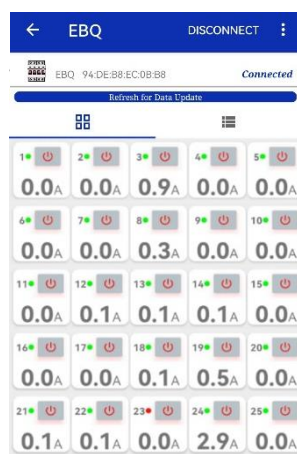 EBQ DISCONNECT
EBQ 94:DE:B8:EC:0B:B8 Connected
Refresh for Data Update
1 2 3 4 5
0.0A 0.0A 0.9A 0.0A 0.0A
6 7 8 9 10
0.0A 0.0A 0.3A 0.0A 0.0A
11 12 13 14 15
0.0A 0.1A 0.1A 0.1A 0.0A
16 17 18 19 20
0.0A 0.0A 0.1A 0.5A 0.0A
21 22 23 24 25
0.1A 0.1A 0.0A 2.9A 0.0A